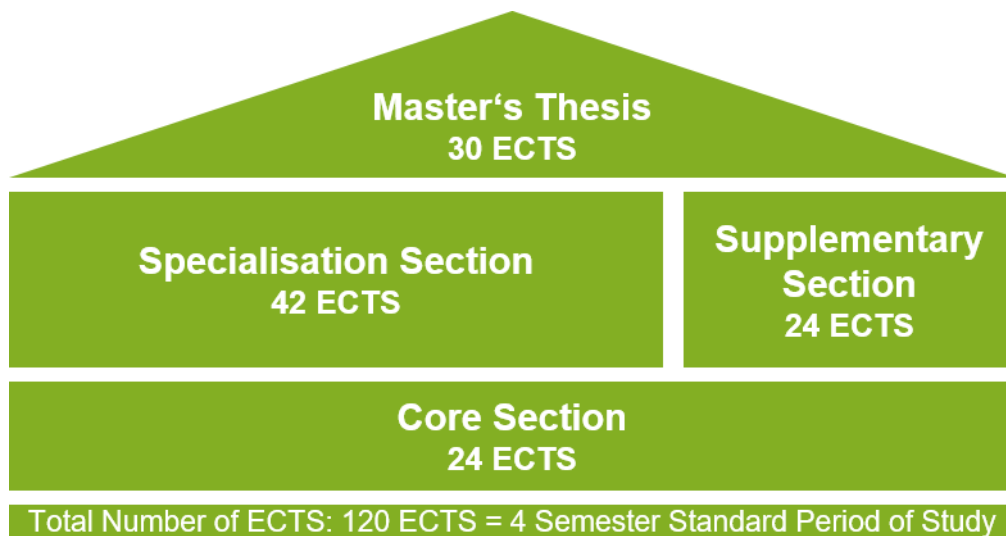 Master‘s Thesis
30 ECTS
Specialisation Section
42 ECTS
Supplementary
Section
24 ECTS
Core Section
24 ECTS
Total Number of ECTS: 120 ECTS = 4 Semester Standard Period of Study